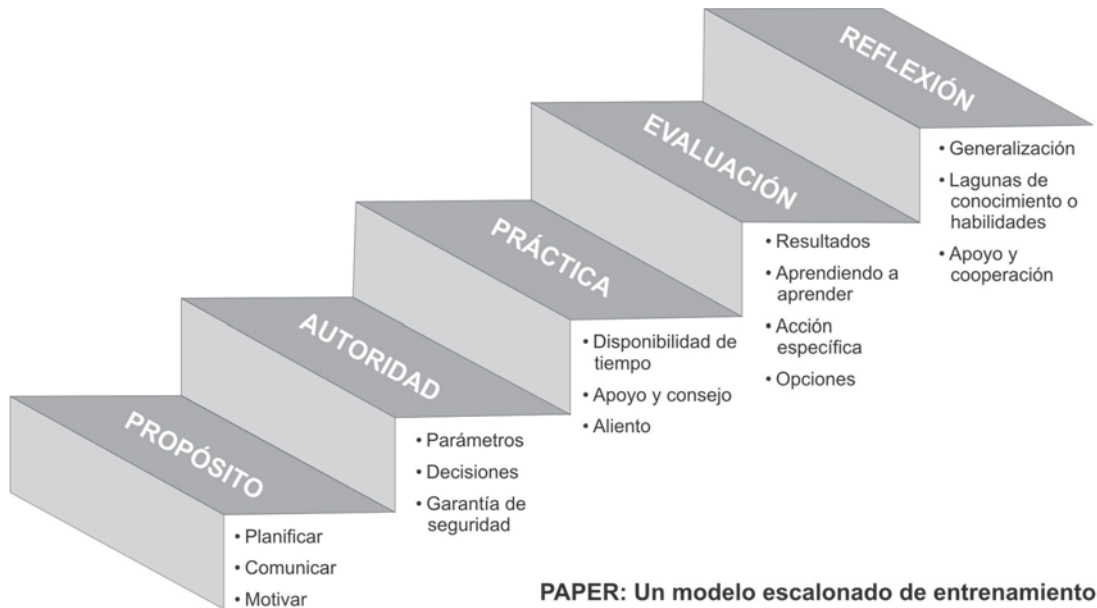 PROPÓSITO
• Planificar
• Comunicar
• Motivar
AUTORIDAD
• Parámetros
• Decisiones
• Garantía de
seguridad
PRÁCTICA
• Disponibilidad de
tiempo
• Apoyo y consejo
• Aliento
EVALUACIÓN
• Resultados
• Aprendiendo a
aprender
• Acción
específica
• Opciones
REFLEXIÓN
• Generalización
• Lagunas de
conocimiento o
habilidades
• Apoyo y
cooperación
PAPER: Un modelo escalonado de entrenamiento